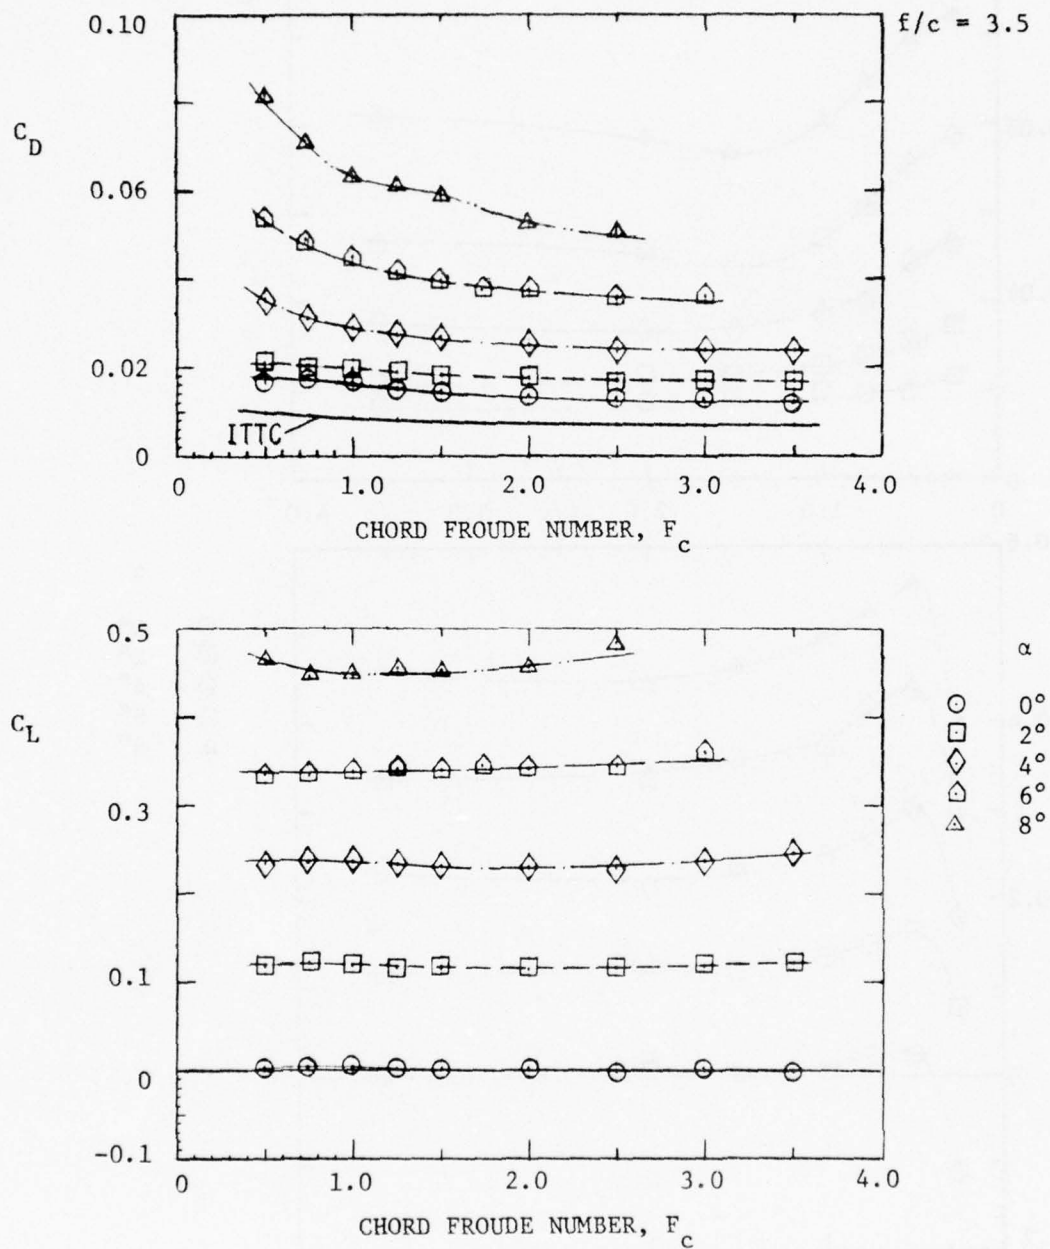 f/c = 3.5
C_D
0.10
0.06
0.02
0
ITTC
0 1.0 2.0 3.0 4.0
CHORD FROUDE NUMBER, F_c
C_L
0.5
0.3
0.1
0
-0.1
0.0 1.0 2.0 3.0 4.0
CHORD FROUDE NUMBER, F_c
α
0°
2°
4°
6°
8°